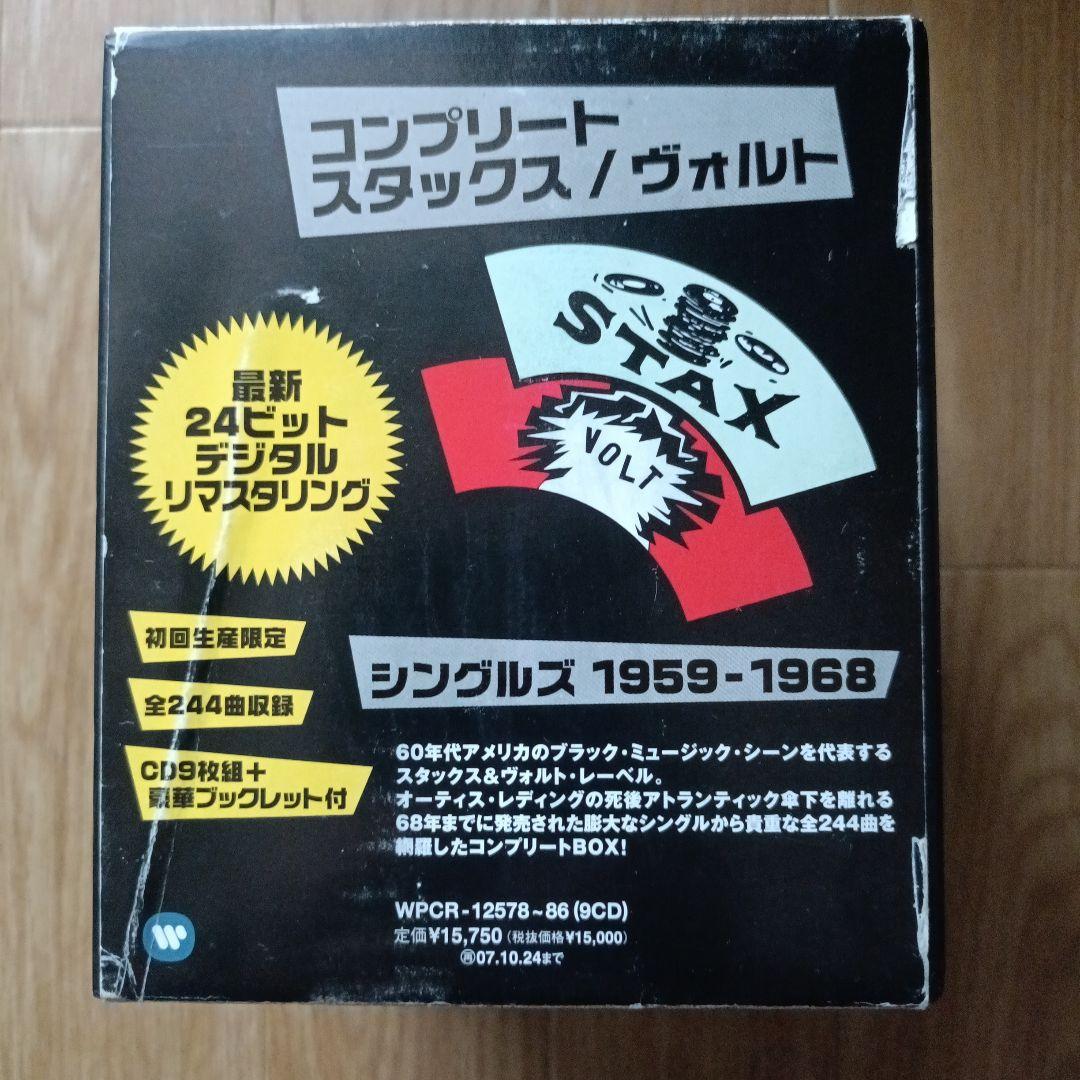 コンプリート
スタックス/ヴォルト
STAX
VOLT
最新
24ビット
デジタル
リマスタリング
初回生産限定
全244曲収録
CD9枚組+
豪華ブックレット付
シングルズ 1959-1968
60年代アメリカのブラック・ミュージック・シーンを代表する
スタックス&ヴォルト・レーベル。
オーティス・レディングの死後アトランティック傘下を離れる
68年までに発売された膨大なシングルから貴重な全244曲を
網羅したコンプリートBOX!
WPCR-12578~86(9CD)
定価¥15,750(税抜価格¥15,000)
㊐07.10.24まで